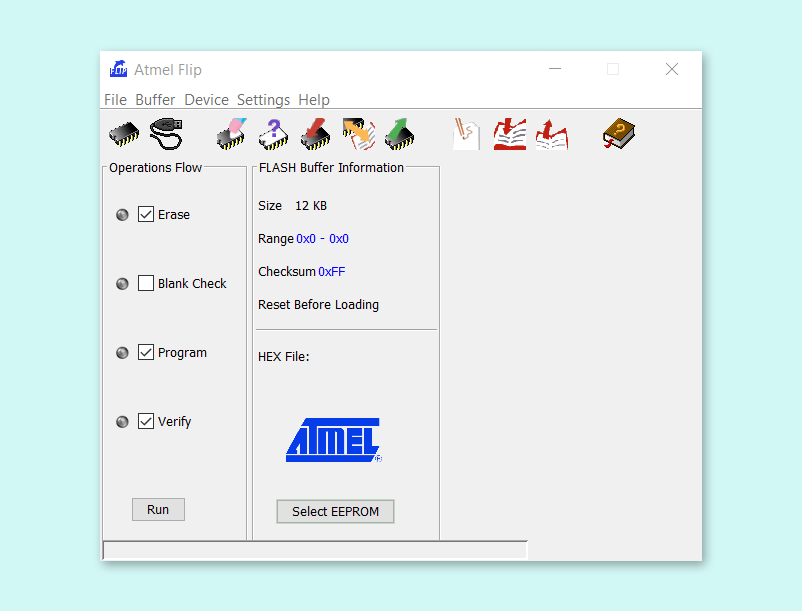 FLIP Atmel Flip
File Buffer Device Settings Help
Operations Flow
Erase
Blank Check
Program
Verify
Run
FLASH Buffer Information
Size 12 KB
Range 0x0 - 0x0
Checksum 0xFF
Reset Before Loading
HEX File:
ATMEL®
Select EEPROM